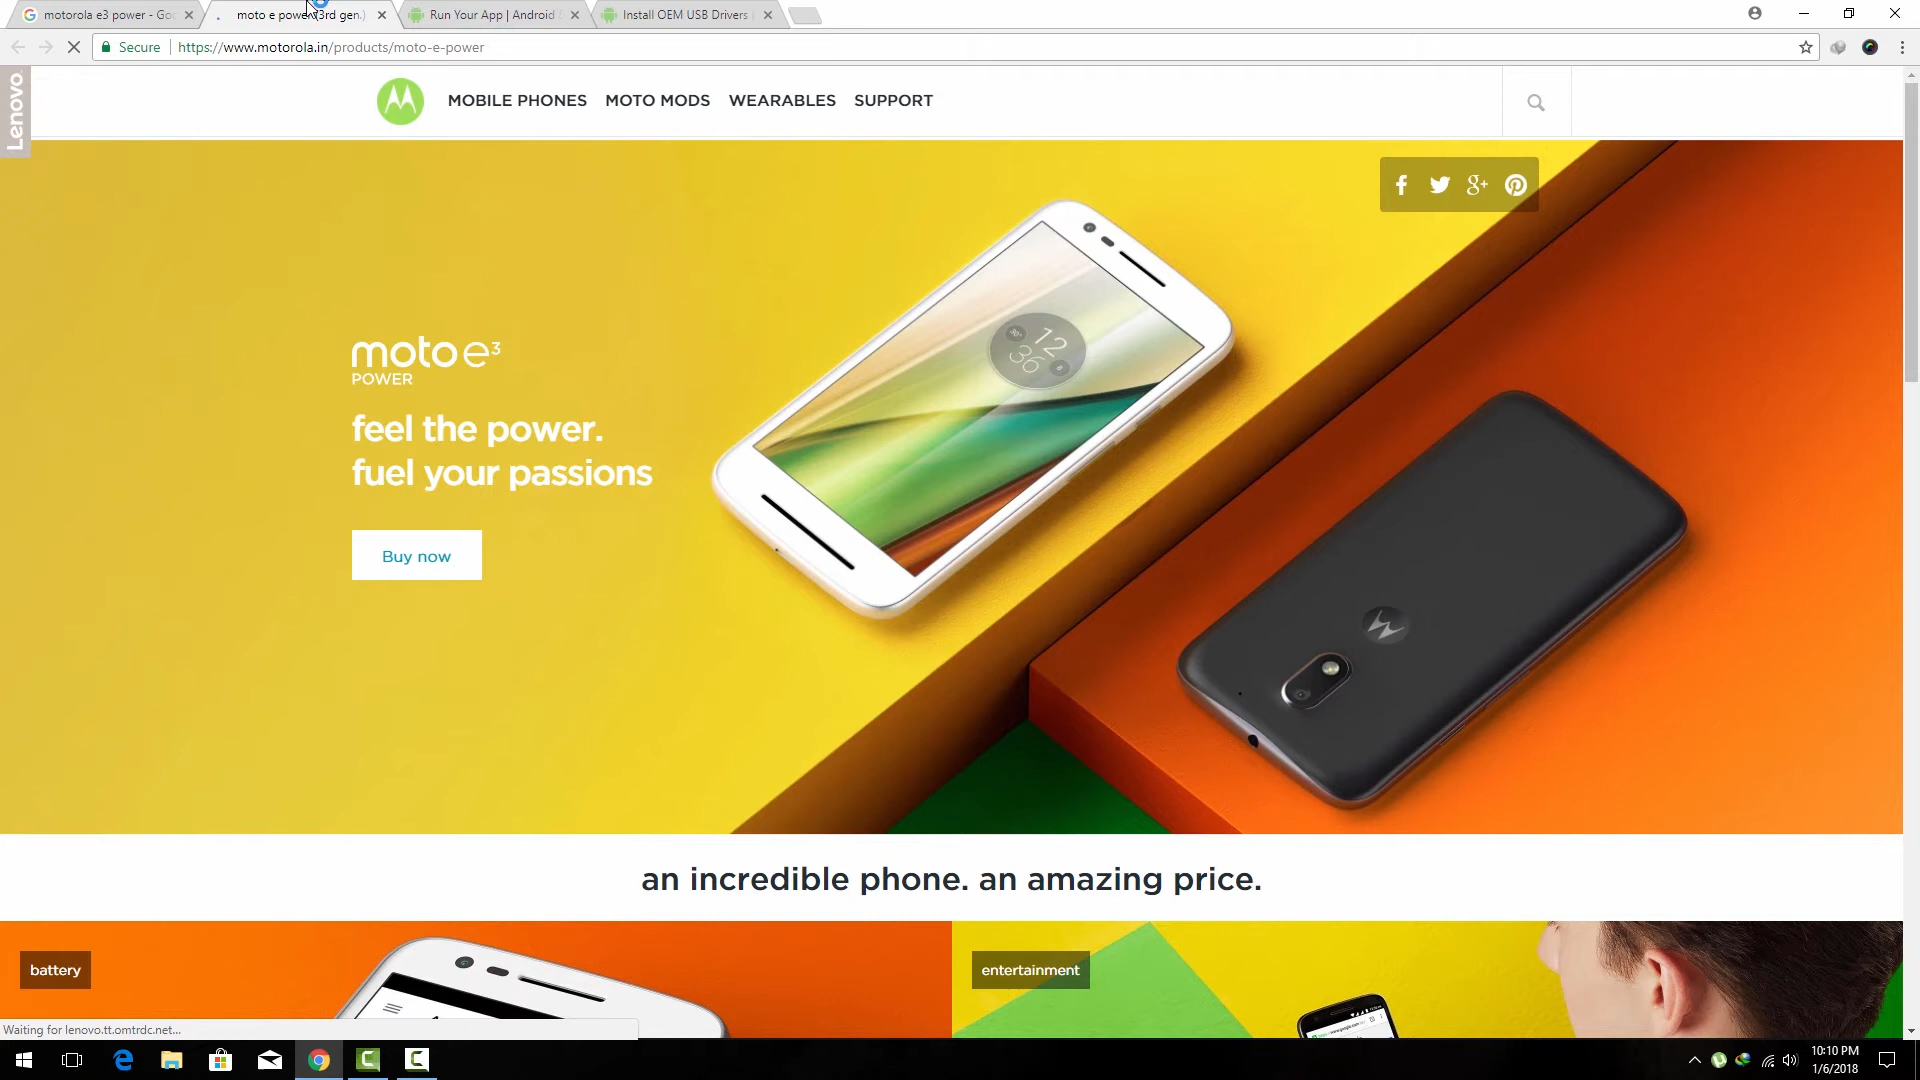 motorola e3 power - Goo
moto e power (3rd gen.)
Run Your App | Android
Install OEM USB Drivers
Secure
https://www.motorola.in/products/moto-e-power
Lenovo
MOBILE PHONES
MOTO MODS
WEARABLES
SUPPORT
12
36
moto e³
POWER
feel the power.
fuel your passions
Buy now
an incredible phone. an amazing price.
battery
entertainment
Waiting for lenovo.tt.omtrdc.net...
10:10 PM
1/6/2018